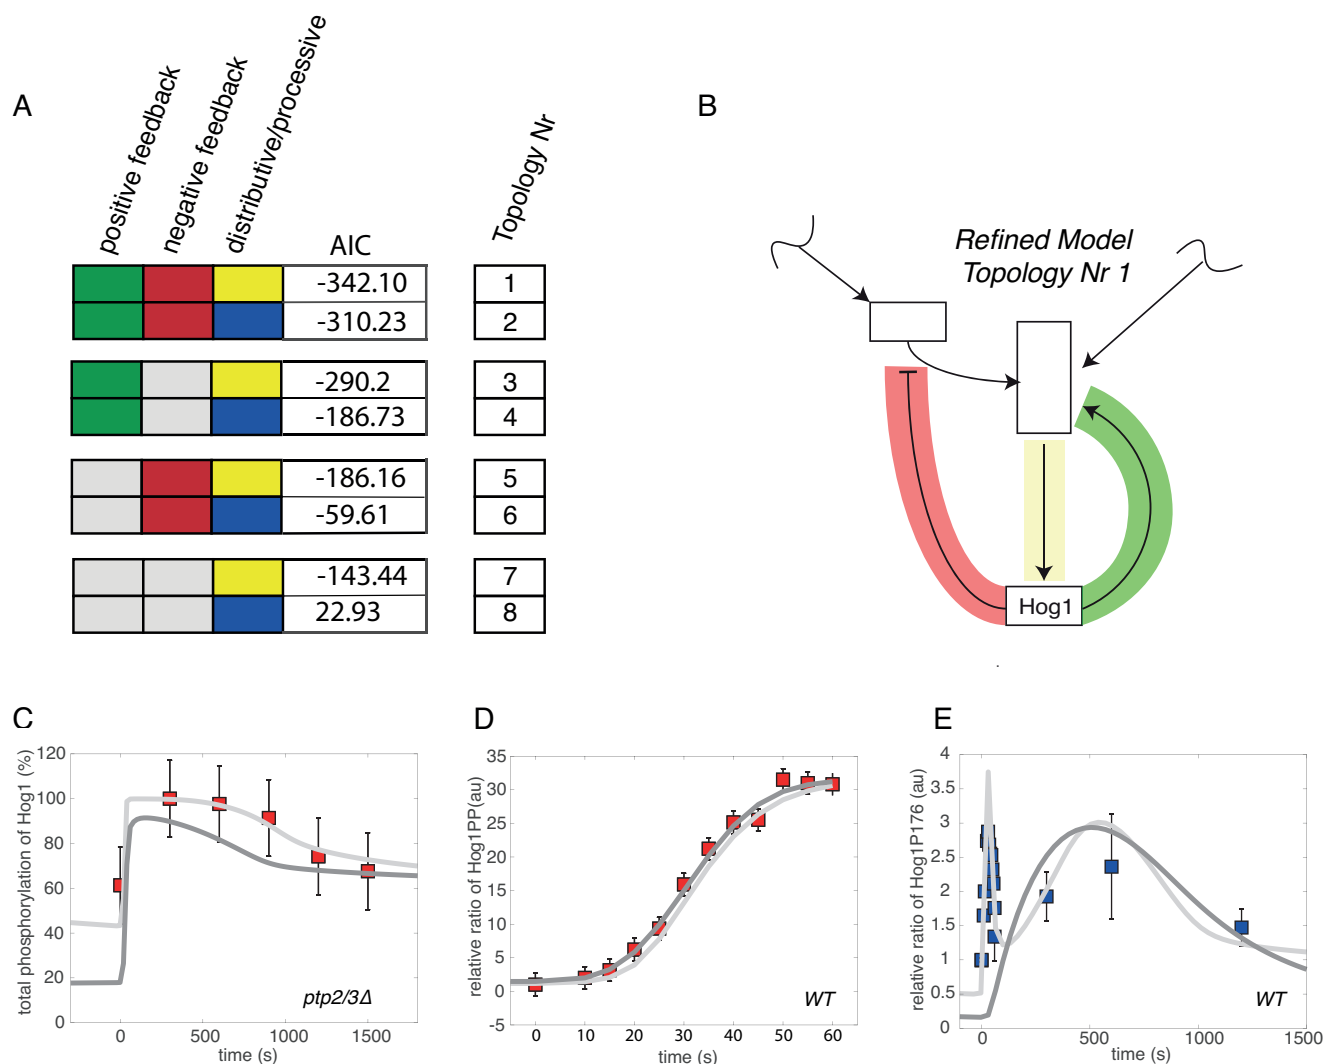 A
positive feedback
negative feedback
distributive/processive
AIC
Topology Nr
-342.10
1
-310.23
2
-290.2
3
-186.73
4
-186.16
5
-59.61
6
-143.44
7
22.93
8
B
Refined Model
Topology Nr 1
Hog1
C
total phosphorylation of Hog1 (%)
120
100
80
60
40
20
0
0 500 1000 1500
time (s)
ptp2/3Δ
D
relative ratio of Hog1PP(au)
35
30
25
20
15
10
5
0
-5
0 10 20 30 40 50 60
time (s)
WT
E
relative ratio of Hog1P176 (au)
4
3.5
3
2.5
2
1.5
1
0.5
0
0 500 1000 1500
time (s)
WT